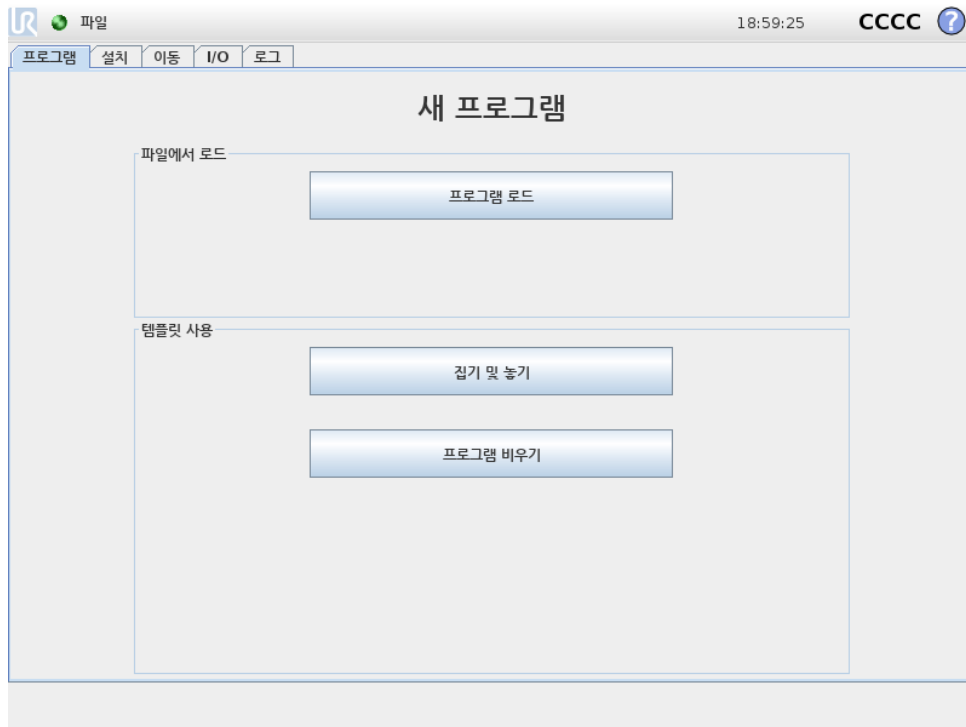 UR 파일 18:59:25 CCCC ?
프로그램 설치 이동 I/O 로그
새 프로그램
파일에서 로드
프로그램 로드
템플릿 사용
집기 및 놓기
프로그램 비우기